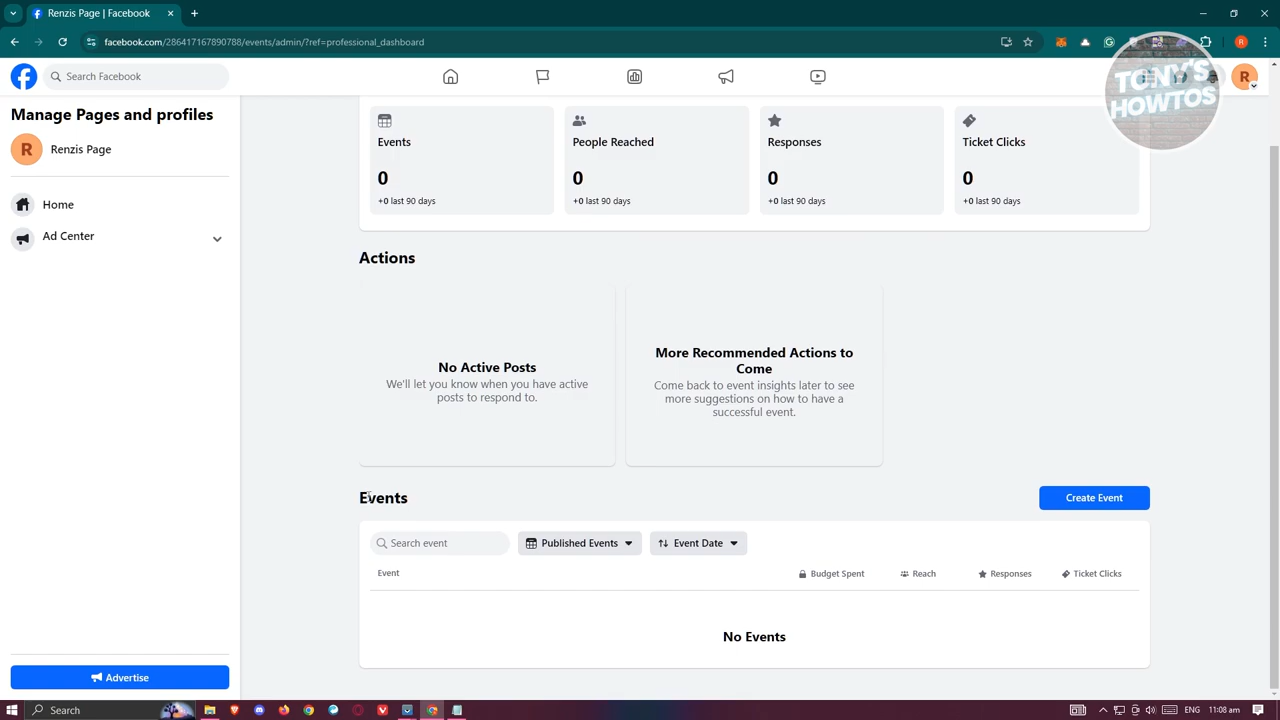 Renzis Page | Facebook
facebook.com/286417167890788/events/admin/?ref=professional_dashboard
Search Facebook
R
TONY'S
HOWTOS
Manage Pages and profiles
R Renzis Page
Home
Ad Center
Advertise
Events
0
+0 last 90 days
People Reached
0
+0 last 90 days
Responses
0
+0 last 90 days
Ticket Clicks
0
+0 last 90 days
Actions
No Active Posts
We'll let you know when you have active
posts to respond to.
More Recommended Actions to
Come
Come back to event insights later to see
more suggestions on how to have a
successful event.
Events
Create Event
Search event Published Events Event Date
Event Budget Spent Reach Responses Ticket Clicks
No Events
Search ENG 11:08 am